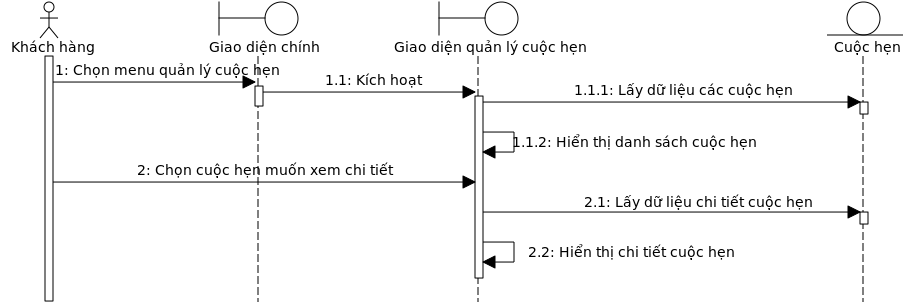 Khách hàng
Giao diện chính
Giao diện quản lý cuộc hẹn
Cuộc hẹn
1: Chọn menu quản lý cuộc hẹn
1.1: Kích hoạt
1.1.1: Lấy dữ liệu các cuộc hẹn
1.1.2: Hiển thị danh sách cuộc hẹn
2: Chọn cuộc hẹn muốn xem chi tiết
2.1: Lấy dữ liệu chi tiết cuộc hẹn
2.2: Hiển thị chi tiết cuộc hẹn